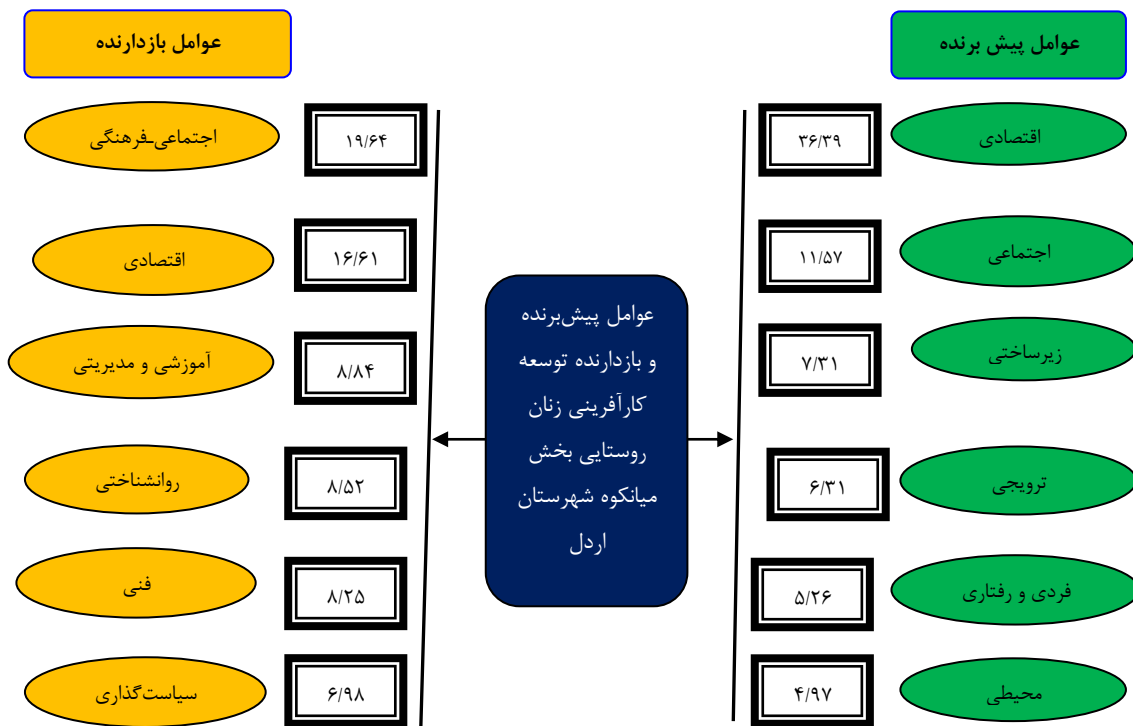 عوامل پیش برنده
عوامل بازدارنده
اقتصادی
۳۶/۳۹
۱۹/۶۴
اجتماعی-فرهنگی
اجتماعی
۱۱/۵۷
۱۶/۶۱
اقتصادی
زیرساختی
۷/۳۱
۸/۸۴
آموزشی و مدیریتی
عوامل پیش‌برنده
و بازدارنده توسعه
کارآفرینی زنان
روستایی بخش
میانکوه شهرستان
اردل
ترویجی
۶/۳۱
۸/۵۲
روانشناختی
فردی و رفتاری
۵/۲۶
۸/۲۵
فنی
محیطی
۴/۹۷
۶/۹۸
سیاست‌گذاری